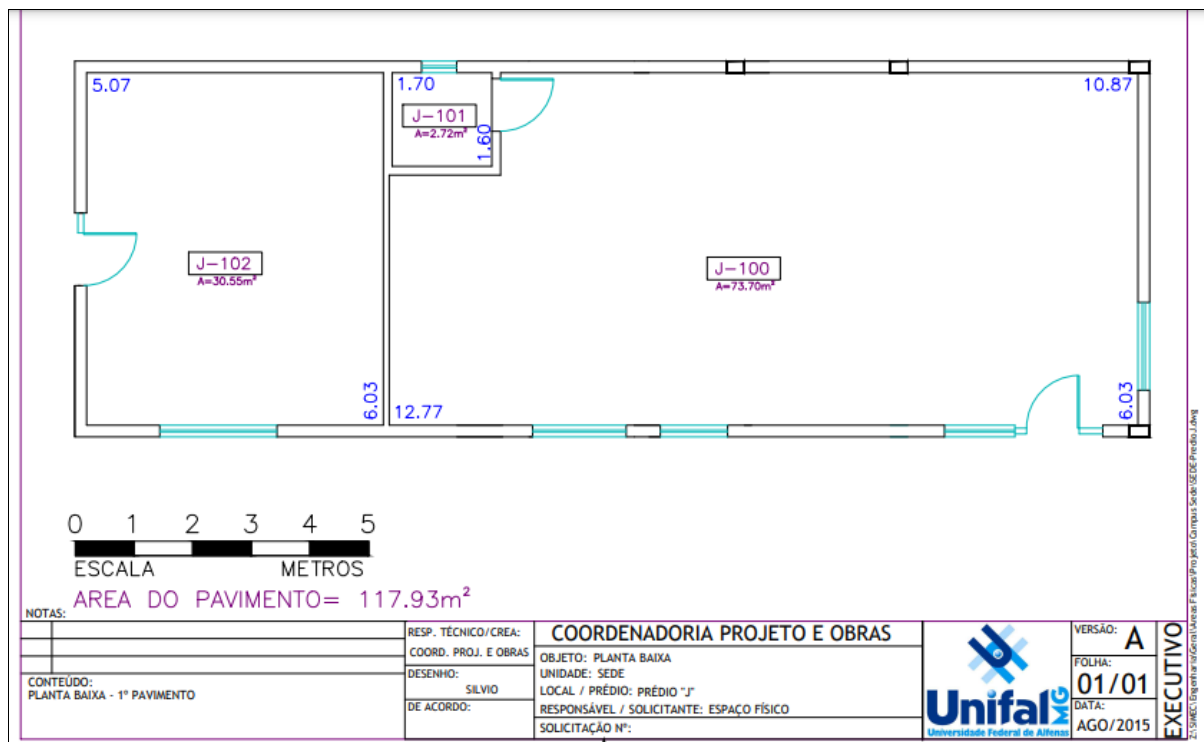 5.07
1.70
10.87
J-101
A=2.72m²
1.60
J-102
A=30.55m²
J-100
A=73.70m²
6.03
12.77
6.03
0 1 2 3 4 5
ESCALA METROS
AREA DO PAVIMENTO= 117.93m²
NOTAS:
CONTEÚDO:
PLANTA BAIXA - 1º PAVIMENTO
RESP. TÉCNICO/CREA:
COORD. PROJ. E OBRAS
DESENHO:
SILVIO
DE ACORDO:
COORDENADORIA PROJETO E OBRAS
OBJETO: PLANTA BAIXA
UNIDADE: SEDE
LOCAL / PRÉDIO: PRÉDIO "J"
RESPONSÁVEL / SOLICITANTE: ESPAÇO FÍSICO
SOLICITAÇÃO Nº:
Unifal MG
Universidade Federal de Alfenas
VERSÃO: A
FOLHA:
01/01
DATA:
AGO/2015
EXECUTIVO